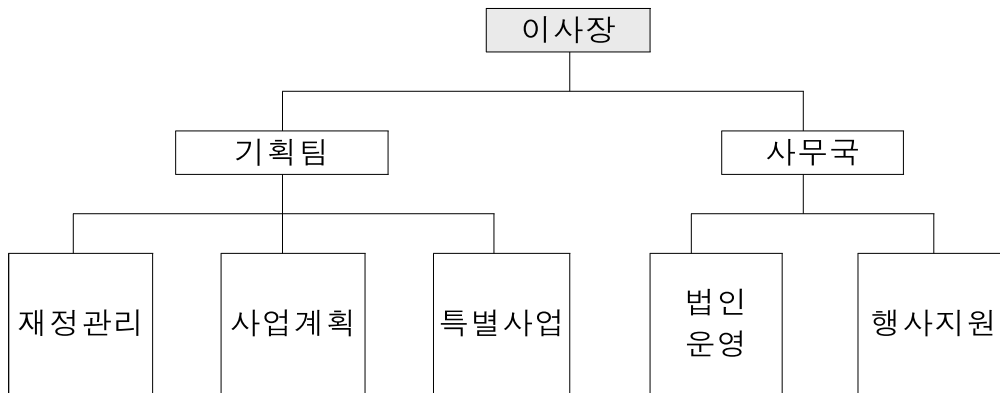 이사장
기획팀
사무국
재정관리
사업계획
특별사업
법인
운영
행사지원